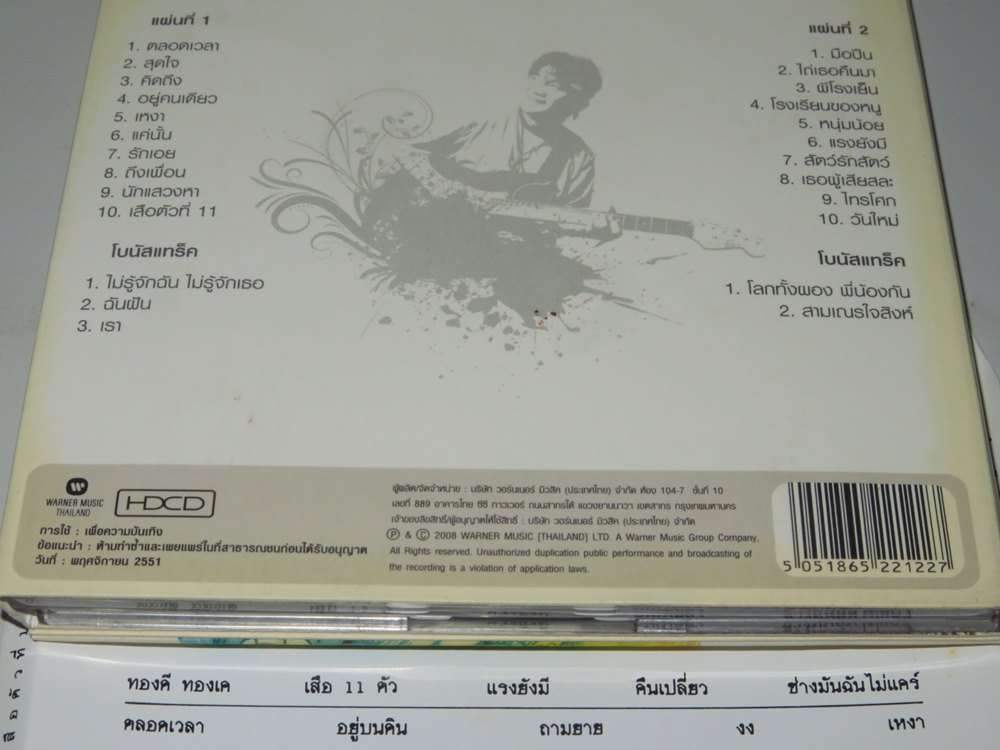 แผ่นที่ 1
1. ตลอดเวลา
2. สุดใจ
3. คิดถึง
4. อยู่คนเดียว
5. เหงา
6. แค่นั้น
7. รักเอย
8. ถึงเพื่อน
9. นักแสวงหา
10. เสือตัวที่ 11
โบนัสแทร็ค
1. ไม่รู้จักฉัน ไม่รู้จักเธอ
2. ฉันฝัน
3. เรา
แผ่นที่ 2
1. มือปืน
2. ไถ่เธอคืนมา
3. ผีโรงเย็น
4. โรงเรียนของหนู
5. หนุ่มน้อย
6. แรงยังมี
7. สัตว์รักสัตว์
8. เธอผู้เสียสละ
9. ไทรโศก
10. วันใหม่
โบนัสแทร็ค
1. โลกทั้งผอง พี่น้องกัน
2. สามเณรใจสิงห์
WARNER MUSIC
THAILAND
HDCD
การใช้ : เพื่อความบันเทิง
ข้อแนะนำ : ห้ามทำซ้ำและเผยแพร่ในที่สาธารณชนก่อนได้รับอนุญาต
วันที่ : พฤศจิกายน 2551
ผู้ผลิต/จัดจำหน่าย : บริษัท วอร์นเนอร์ มิวสิค (ประเทศไทย) จำกัด ห้อง 104-7 ชั้นที่ 10
เลขที่ 889 อาคารไทย ซีซี ทาวเวอร์ ถนนสาทรใต้ แขวงยานนาวา เขตสาทร กรุงเทพมหานคร
เจ้าของลิขสิทธิ์/ผู้อนุญาตให้ใช้สิทธิ์ : บริษัท วอร์นเนอร์ มิวสิค (ประเทศไทย) จำกัด
Ⓟ & © 2008 WARNER MUSIC [THAILAND] LTD. A Warner Music Group Company.
All Rights reserved. Unauthorized duplication public performance and broadcasting of
the recording is a violation of application laws.
5 051865 221227
ทองดี ทองเค เสือ 11 ตัว แรงยังมี คืนเปลี่ยว ช่างมันฉันไม่แคร์
ตลอดเวลา อยู่บนดิน ถามยาย งง เหงา